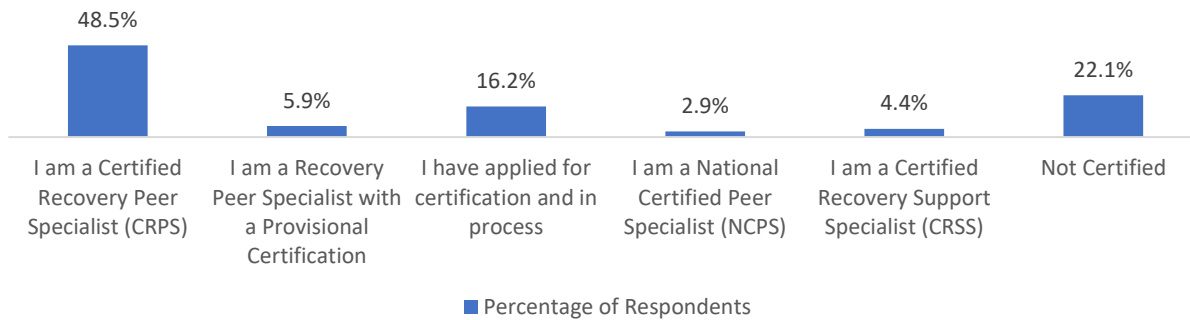 48.5%
5.9%
16.2%
2.9%
4.4%
22.1%
I am a Certified
Recovery Peer
Specialist (CRPS)
I am a Recovery
Peer Specialist with
a Provisional
Certification
I have applied for
certification and in
process
I am a National
Certified Peer
Specialist (NCPS)
I am a Certified
Recovery Support
Specialist (CRSS)
Not Certified
Percentage of Respondents